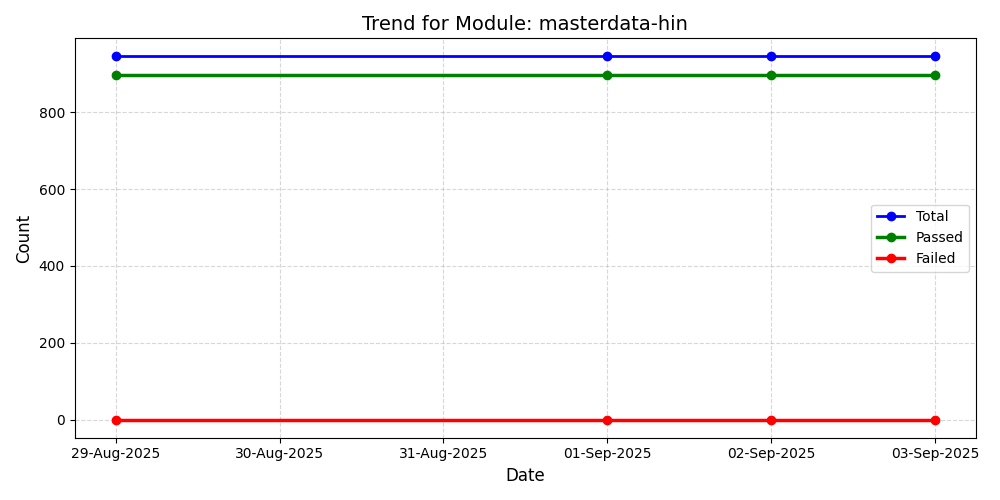 Trend for Module: masterdata-hin
Count
800
600
400
200
0
Total
Passed
Failed
29-Aug-2025 30-Aug-2025 31-Aug-2025 01-Sep-2025 02-Sep-2025 03-Sep-2025
Date